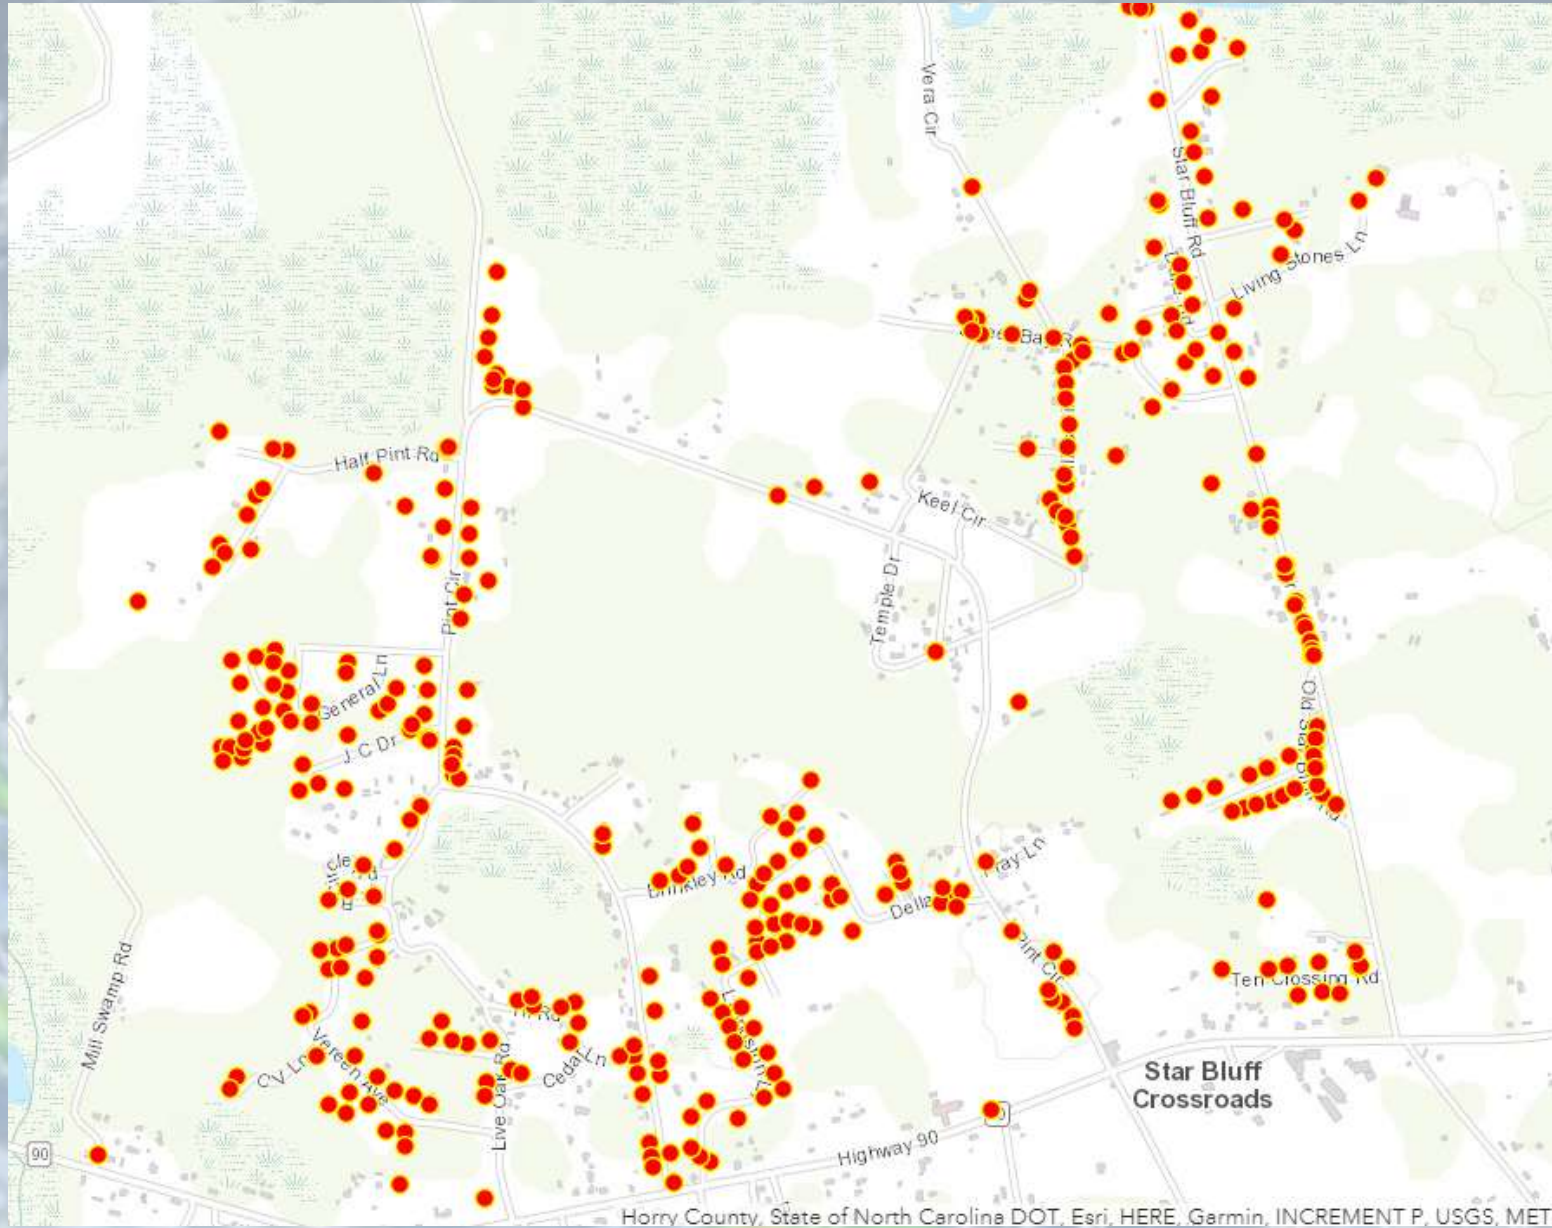 Vera Cir
Star Bluff Rd
Living Stones Ln
Bay R
Half Pint Rd
Keel Cir
Pint Cir
Temple Dr
General Ln
J C Dr
Old Star Bluff Rd
Circle Rd
Brinkley Rd
Della
Pint Cir
Ten Crossing Rd
Mill Swamp Rd
C V Ln
Vereen Ave
Cedar Ln
Live Oak Rd
Star Bluff
Crossroads
Highway 90
90
Horry County, State of North Carolina DOT, Esri, HERE, Garmin, INCREMENT P, USGS, MET